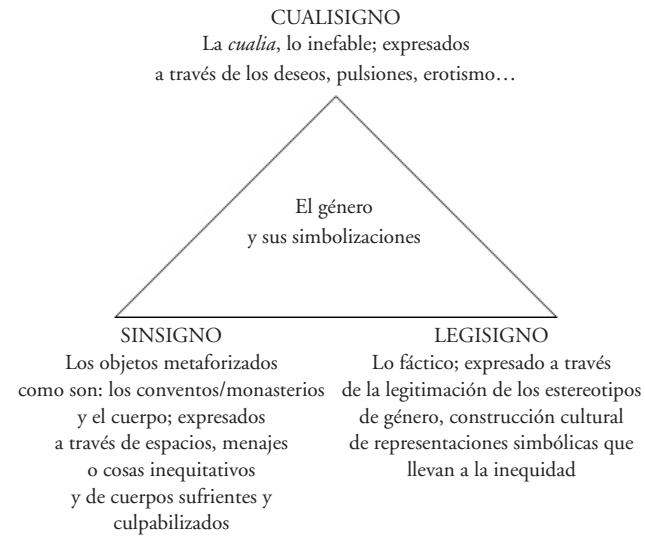 CUALISIGNO
La cualia, lo inefable; expresados
a través de los deseos, pulsiones, erotismo…
El género
y sus simbolizaciones
SINSIGNO
Los objetos metaforizados
como son: los conventos/monasterios
y el cuerpo; expresados
a través de espacios, menajes
o cosas inequitativos
y de cuerpos sufrientes y
culpabilizados
LEGISIGNO
Lo fáctico; expresado a través
de la legitimación de los estereotipos
de género, construcción cultural
de representaciones simbólicas que
llevan a la inequidad